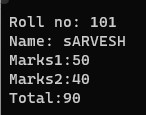 Roll no: 101
Name: sARVESH
Marks1:50
Marks2:40
Total:90